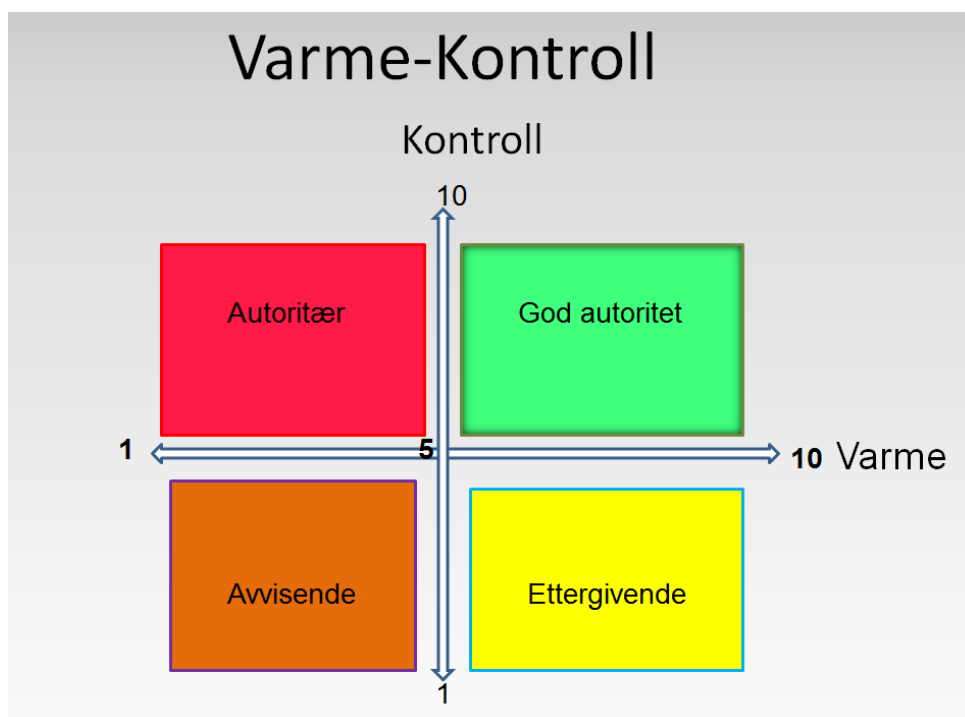 Varme-Kontroll
Kontroll
10
Autoritær
God autoritet
1
5
10 Varme
Avvisende
Ettergivende
1